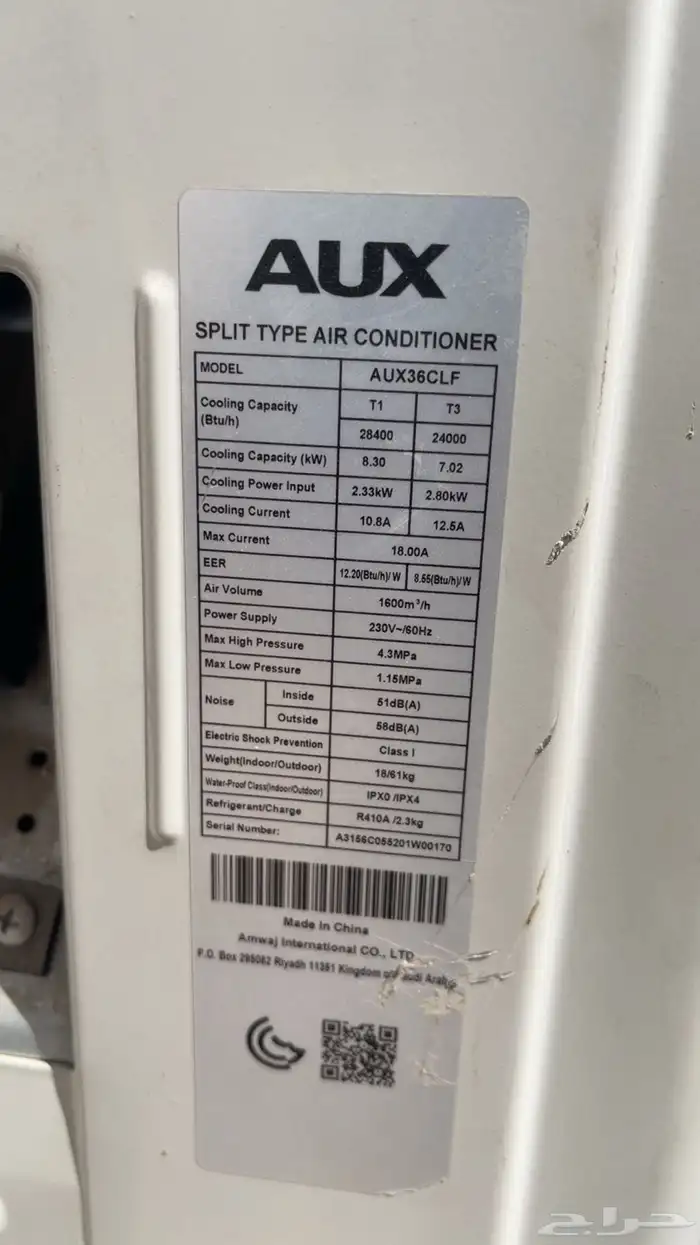 AUX
SPLIT TYPE AIR CONDITIONER
MODEL AUX36CLF
Cooling Capacity (Btu/h) T1 T3
28400 24000
Cooling Capacity (kW) 8.30 7.02
Cooling Power Input 2.33kW 2.80kW
Cooling Current 10.8A 12.5A
Max Current 18.00A
EER 12.20(Btu/h)/W 8.55(Btu/h)/W
Air Volume 1600m³/h
Power Supply 230V~/60Hz
Max High Pressure 4.3MPa
Max Low Pressure 1.15MPa
Noise Inside 51dB(A)
Outside 58dB(A)
Electric Shock Prevention Class I
Weight(Indoor/Outdoor) 18/61kg
Water-Proof Class(Indoor/Outdoor) IPX0 /IPX4
Refrigerant/Charge R410A /2.3kg
Serial Number: A3156C055201W00170
Made In China
Amwaj International CO., LTD
P.O. Box 285082 Riyadh 11351 Kingdom of Saudi Arabia
حراج